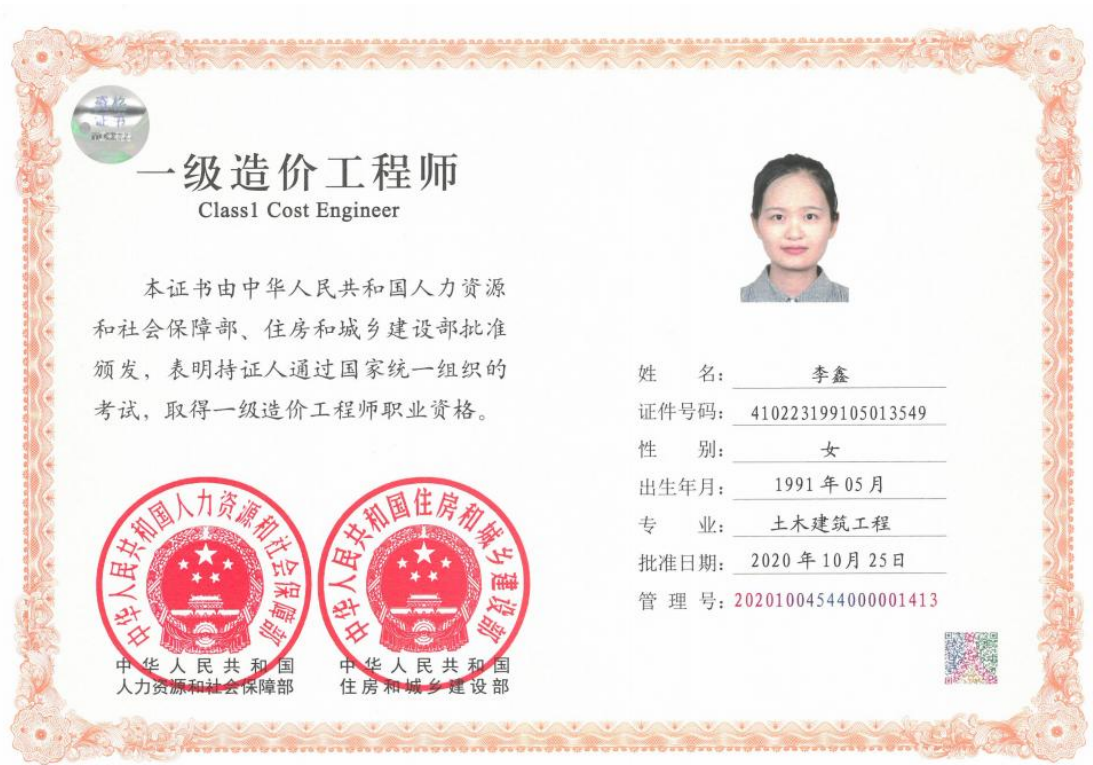 资格
证书
一级造价工程师
Class1 Cost Engineer
本证书由中华人民共和国人力资源
和社会保障部、住房和城乡建设部批准
颁发，表明持证人通过国家统一组织的
考试，取得一级造价工程师职业资格。
中华人民共和国人力资源和社会保障部
中华人民共和国住房和城乡建设部
中华人民共和国
人力资源和社会保障部
中华人民共和国
住房和城乡建设部
姓 名： 李鑫
证件号码： 410223199105013549
性 别： 女
出生年月： 1991年05月
专 业： 土木建筑工程
批准日期： 2020年10月25日
管 理 号： 20201004544000001413